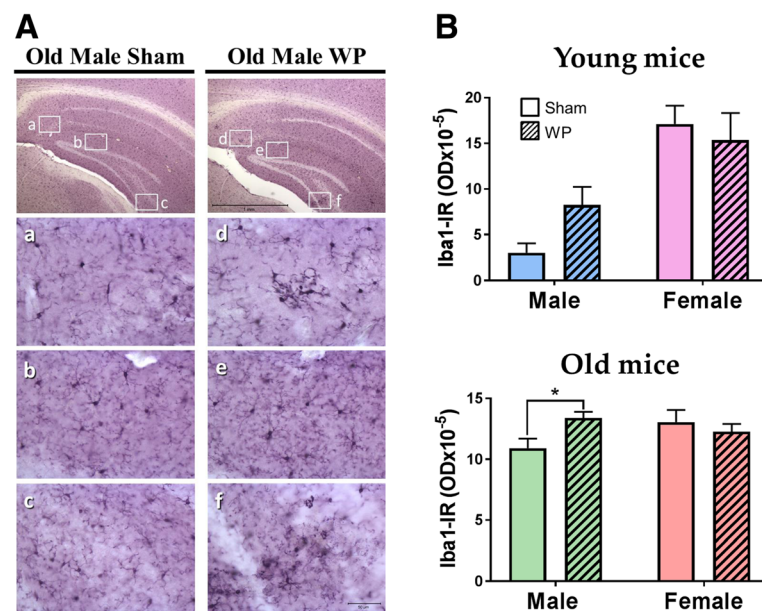 A
Old Male Sham
Old Male WP
a
b
c
d
e
f
a
d
b
e
c
f
B
Young mice
Iba1-IR (ODx10⁻⁵)
20
15
10
5
0
Sham
WP
Male
Female
Old mice
Iba1-IR (ODx10⁻⁵)
15
10
5
0
*
Male
Female